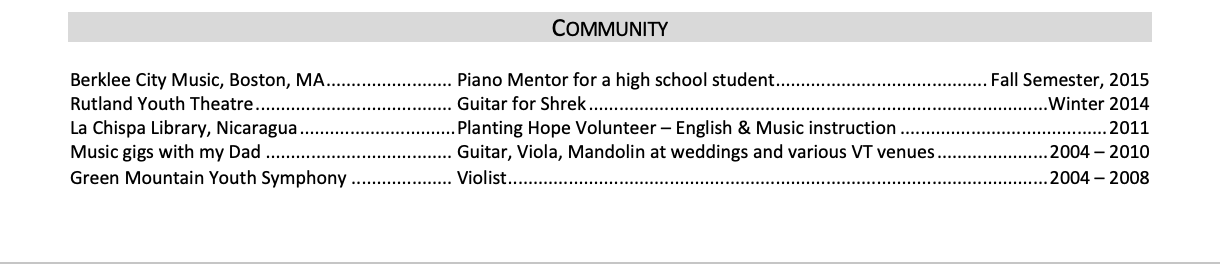 COMMUNITY
Berklee City Music, Boston, MA......................... Piano Mentor for a high school student.......................................... Fall Semester, 2015
Rutland Youth Theatre....................................... Guitar for Shrek...........................................................................................Winter 2014
La Chispa Library, Nicaragua...............................Planting Hope Volunteer – English & Music instruction ......................................... 2011
Music gigs with my Dad ..................................... Guitar, Viola, Mandolin at weddings and various VT venues......................2004 – 2010
Green Mountain Youth Symphony .................... Violist...........................................................................................................2004 – 2008